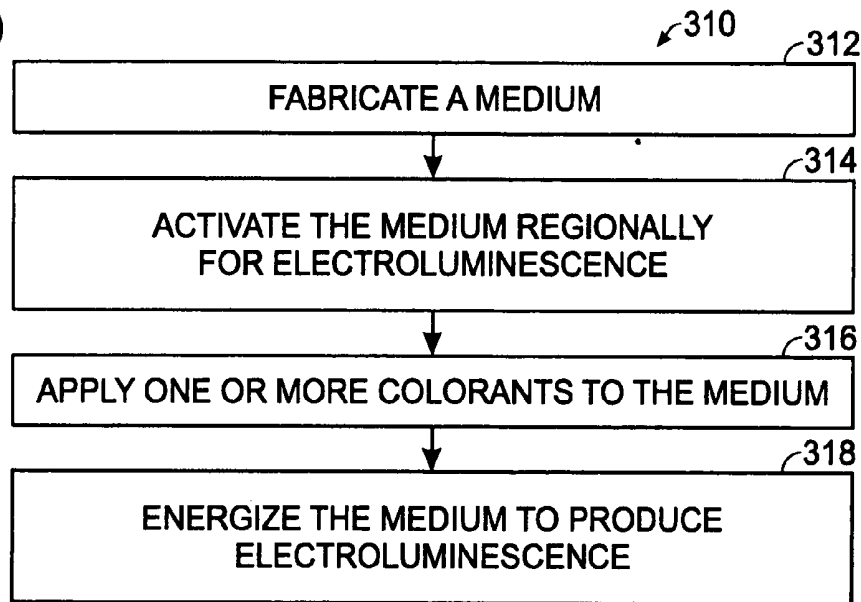 310
312
FABRICATE A MEDIUM
314
ACTIVATE THE MEDIUM REGIONALLY
FOR ELECTROLUMINESCENCE
316
APPLY ONE OR MORE COLORANTS TO THE MEDIUM
318
ENERGIZE THE MEDIUM TO PRODUCE
ELECTROLUMINESCENCE